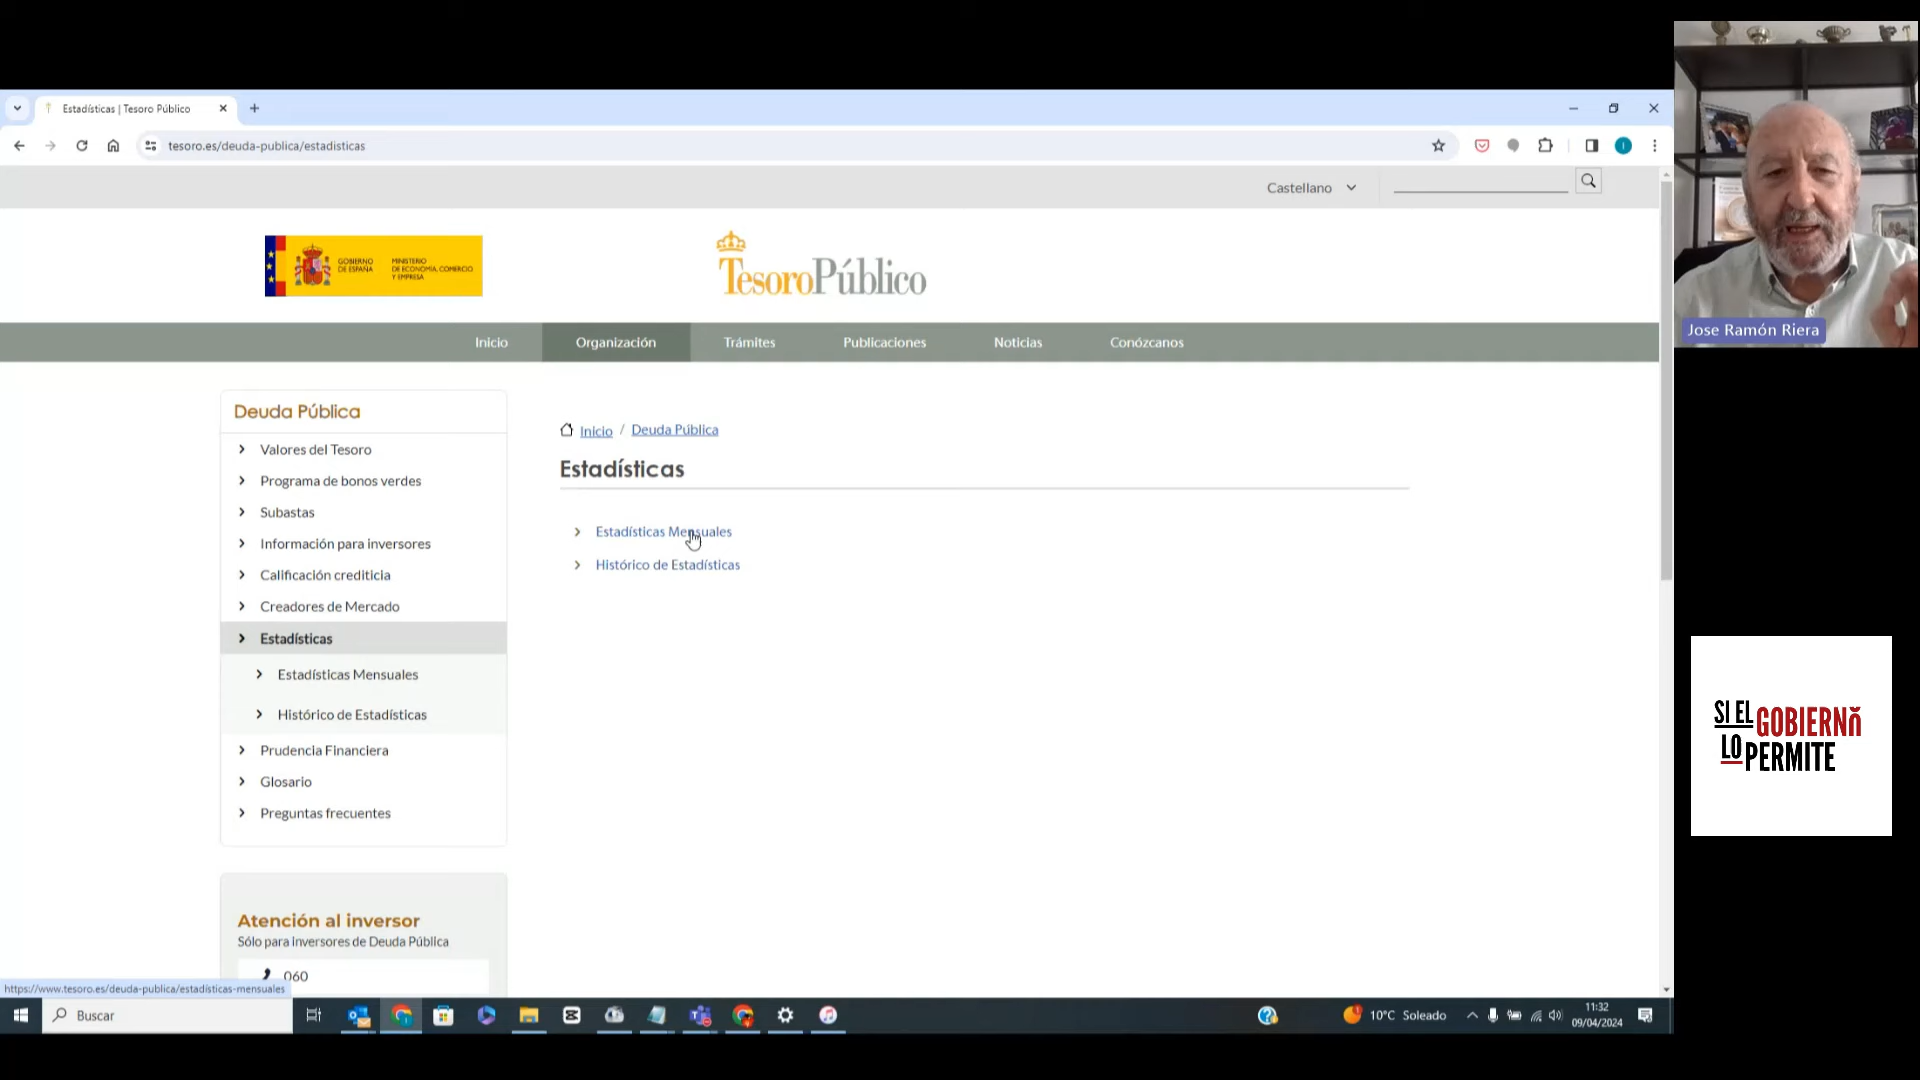 Estadísticas | Tesoro Público
tesoro.es/deuda-publica/estadisticas
Castellano
GOBIERNO DE ESPAÑA
MINISTERIO DE ECONOMÍA, COMERCIO Y EMPRESA
TesoroPúblico
Inicio
Organización
Trámites
Publicaciones
Noticias
Conózcanos
Deuda Pública
Valores del Tesoro
Programa de bonos verdes
Subastas
Información para inversores
Calificación crediticia
Creadores de Mercado
Estadísticas
Estadísticas Mensuales
Histórico de Estadísticas
Prudencia Financiera
Glosario
Preguntas frecuentes
Atención al inversor
Sólo para inversores de Deuda Pública
060
Inicio / Deuda Pública
Estadísticas
Estadísticas Mensuales
Histórico de Estadísticas
https://www.tesoro.es/deuda-publica/estadisticas-mensuales
Buscar
10°C Soleado
11:32
09/04/2024
Jose Ramón Riera
SI EL GOBIERNO
LO PERMITE